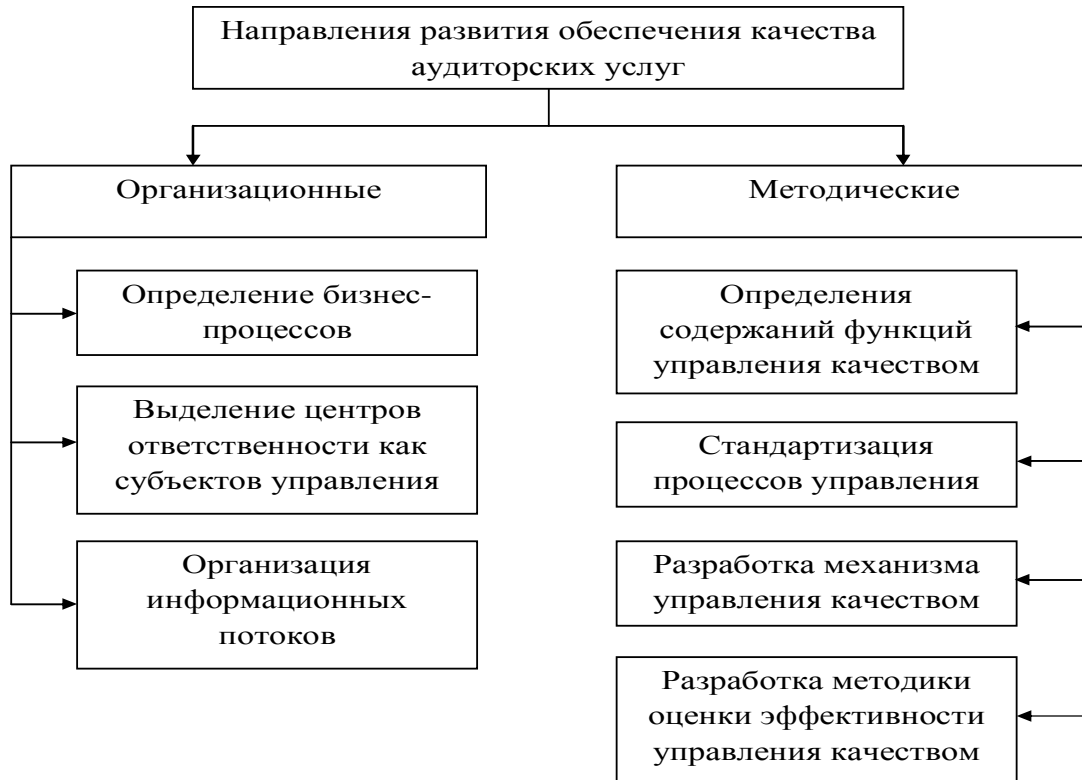 Направления развития обеспечения качества
аудиторских услуг
Организационные
Определение бизнес-
процессов
Выделение центров
ответственности как
субъектов управления
Организация
информационных
потоков
Методические
Определения
содержаний функций
управления качеством
Стандартизация
процессов управления
Разработка механизма
управления качеством
Разработка методики
оценки эффективности
управления качеством